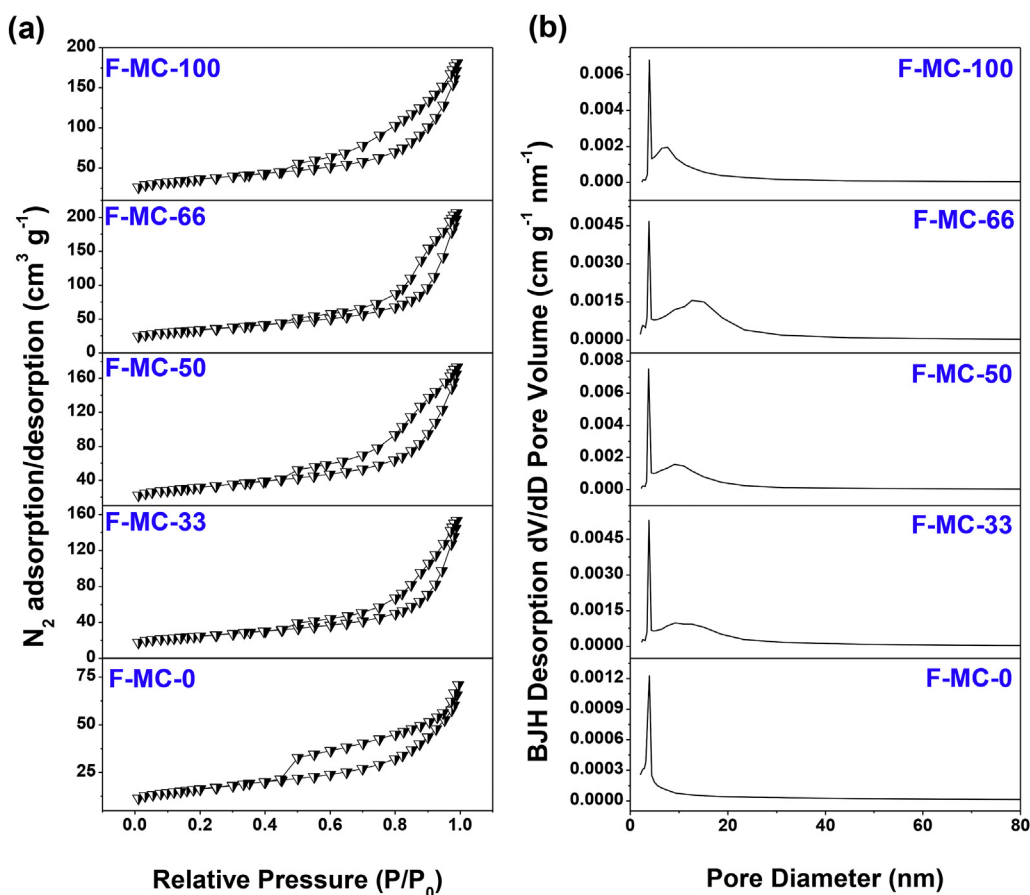 (a)
(b)
N₂ adsorption/desorption (cm³ g⁻¹)
F-MC-100
200
150
100
50
F-MC-66
200
150
100
50
0
F-MC-50
160
120
80
40
F-MC-33
160
120
80
40
0
F-MC-0
75
50
25
0.0 0.2 0.4 0.6 0.8 1.0
Relative Pressure (P/P₀)
BJH Desorption dV/dD Pore Volume (cm g⁻¹ nm⁻¹)
F-MC-100
0.006
0.004
0.002
0.000
F-MC-66
0.0045
0.0030
0.0015
0.0000
F-MC-50
0.008
0.006
0.004
0.002
0.000
F-MC-33
0.0045
0.0030
0.0015
0.0000
F-MC-0
0.0012
0.0009
0.0006
0.0003
0.0000
0 20 40 60 80
Pore Diameter (nm)